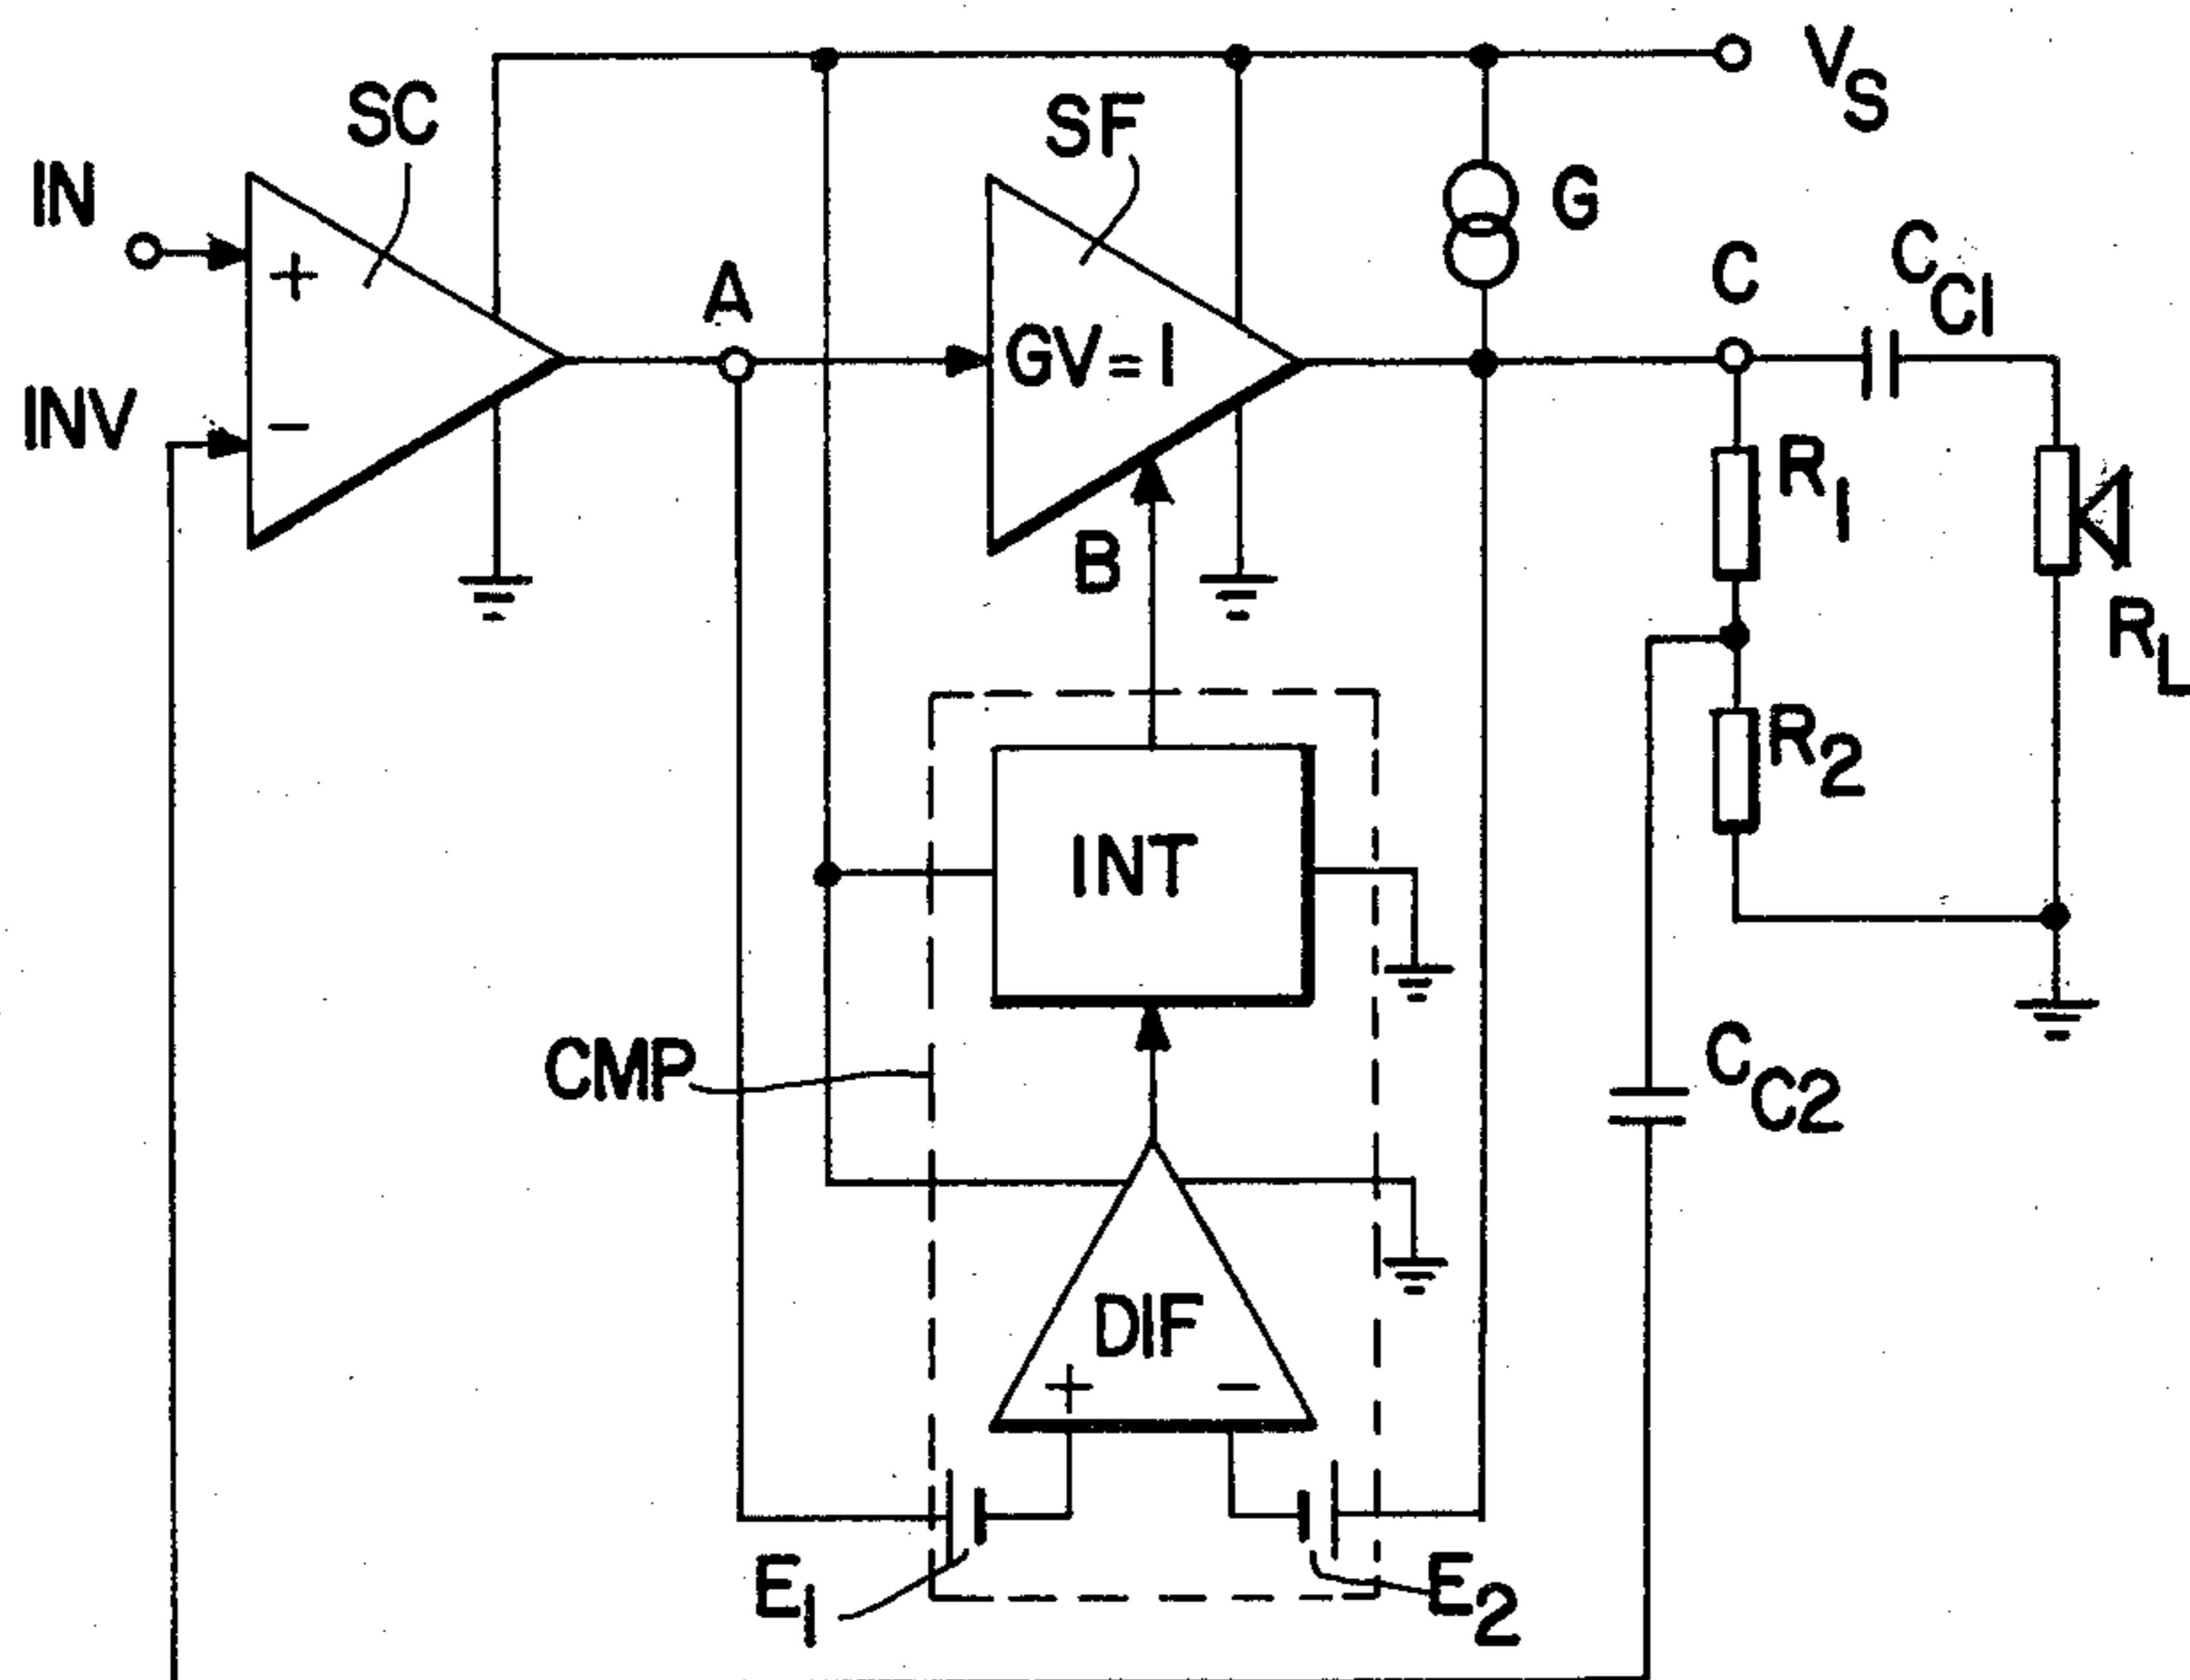 VS
SC
SF
IN
G
+
A
C
CC1
GV=1
INV
−
R1
B
RL
R2
INT
CMP
CC2
DIF
+ −
E1
E2